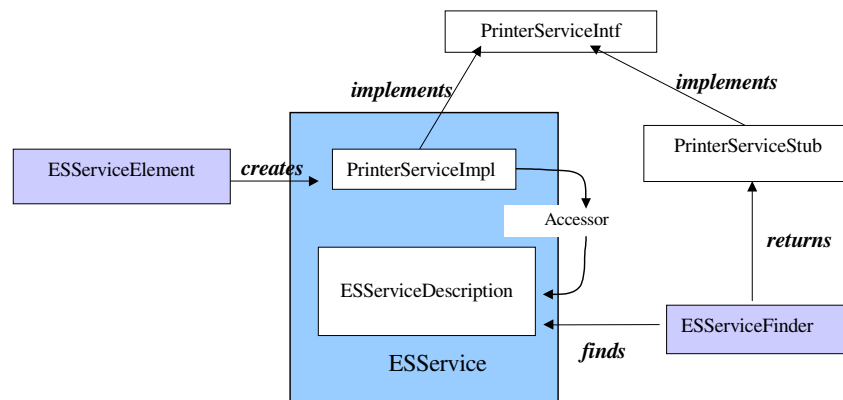 PrinterServiceIntf
implements
implements
PrinterServiceStub
ESServiceElement
creates
PrinterServiceImpl
Accessor
returns
ESServiceDescription
ESServiceFinder
finds
ESService